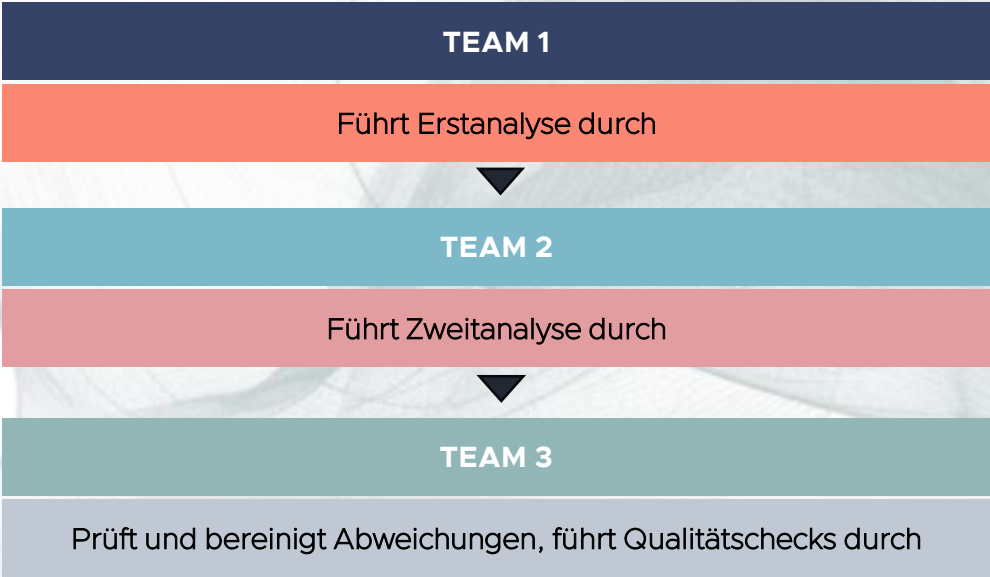 TEAM 1
Führt Erstanalyse durch
TEAM 2
Führt Zweitanalyse durch
TEAM 3
Prüft und bereinigt Abweichungen, führt Qualitätschecks durch